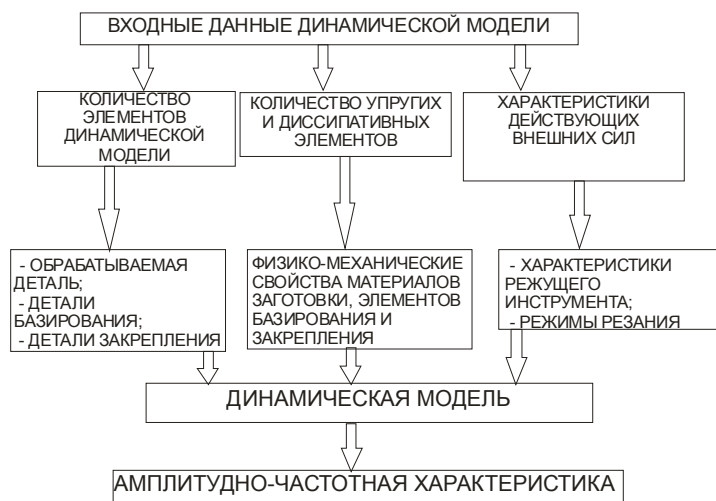 ВХОДНЫЕ ДАННЫЕ ДИНАМИЧЕСКОЙ МОДЕЛИ
КОЛИЧЕСТВО
ЭЛЕМЕНТОВ
ДИНАМИЧЕСКОЙ
МОДЕЛИ
КОЛИЧЕСТВО УПРУГИХ
И ДИССИПАТИВНЫХ
ЭЛЕМЕНТОВ
ХАРАКТЕРИСТИКИ
ДЕЙСТВУЮЩИХ
ВНЕШНИХ СИЛ
- ОБРАБАТЫВАЕМАЯ
ДЕТАЛЬ;
- ДЕТАЛИ
БАЗИРОВАНИЯ;
- ДЕТАЛИ ЗАКРЕПЛЕНИЯ
ФИЗИКО-МЕХАНИЧЕСКИЕ
СВОЙСТВА МАТЕРИАЛОВ
ЗАГОТОВКИ, ЭЛЕМЕНТОВ
БАЗИРОВАНИЯ И
ЗАКРЕПЛЕНИЯ
- ХАРАКТЕРИСТИКИ
РЕЖУЩЕГО
ИНСТРУМЕНТА;
- РЕЖИМЫ РЕЗАНИЯ
ДИНАМИЧЕСКАЯ МОДЕЛЬ
АМПЛИТУДНО-ЧАСТОТНАЯ ХАРАКТЕРИСТИКА